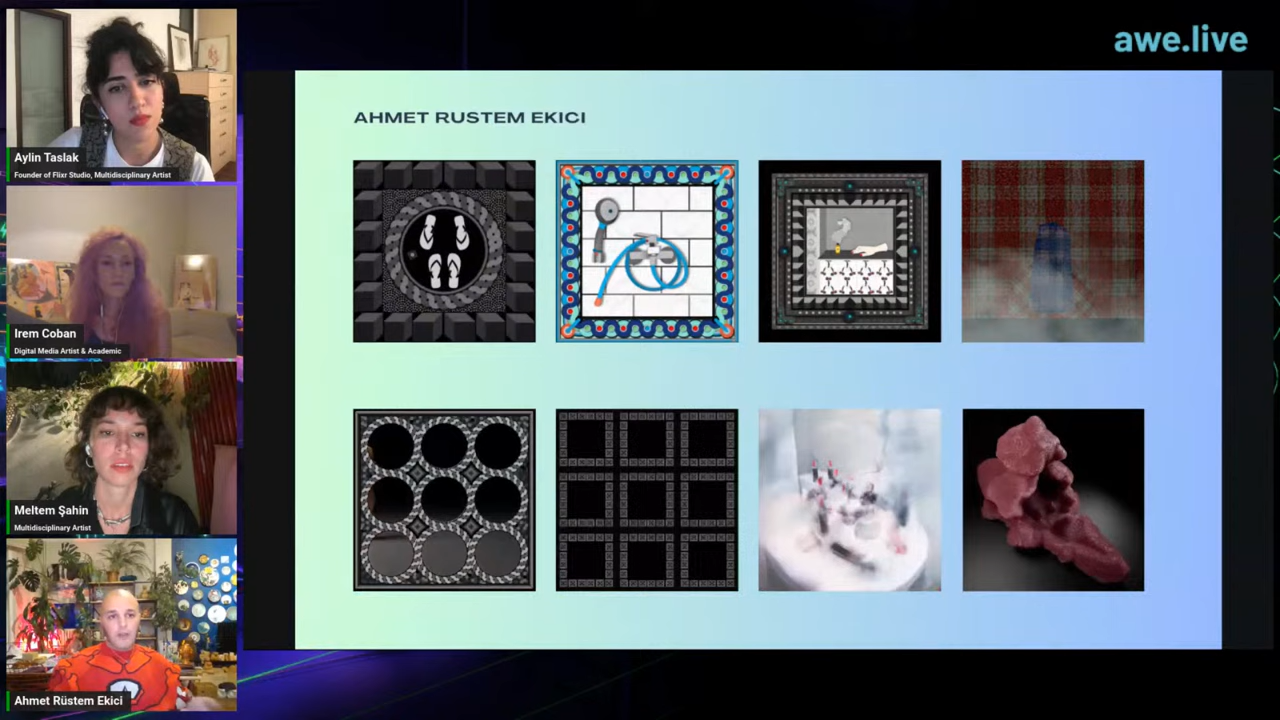 awe.live
Aylin Taslak
Founder of Flixr Studio, Multidisciplinary Artist
Irem Coban
Digital Media Artist & Academic
Meltem Şahin
Multidisciplinary Artist
Ahmet Rüstem Ekici
AHMET RUSTEM EKICI